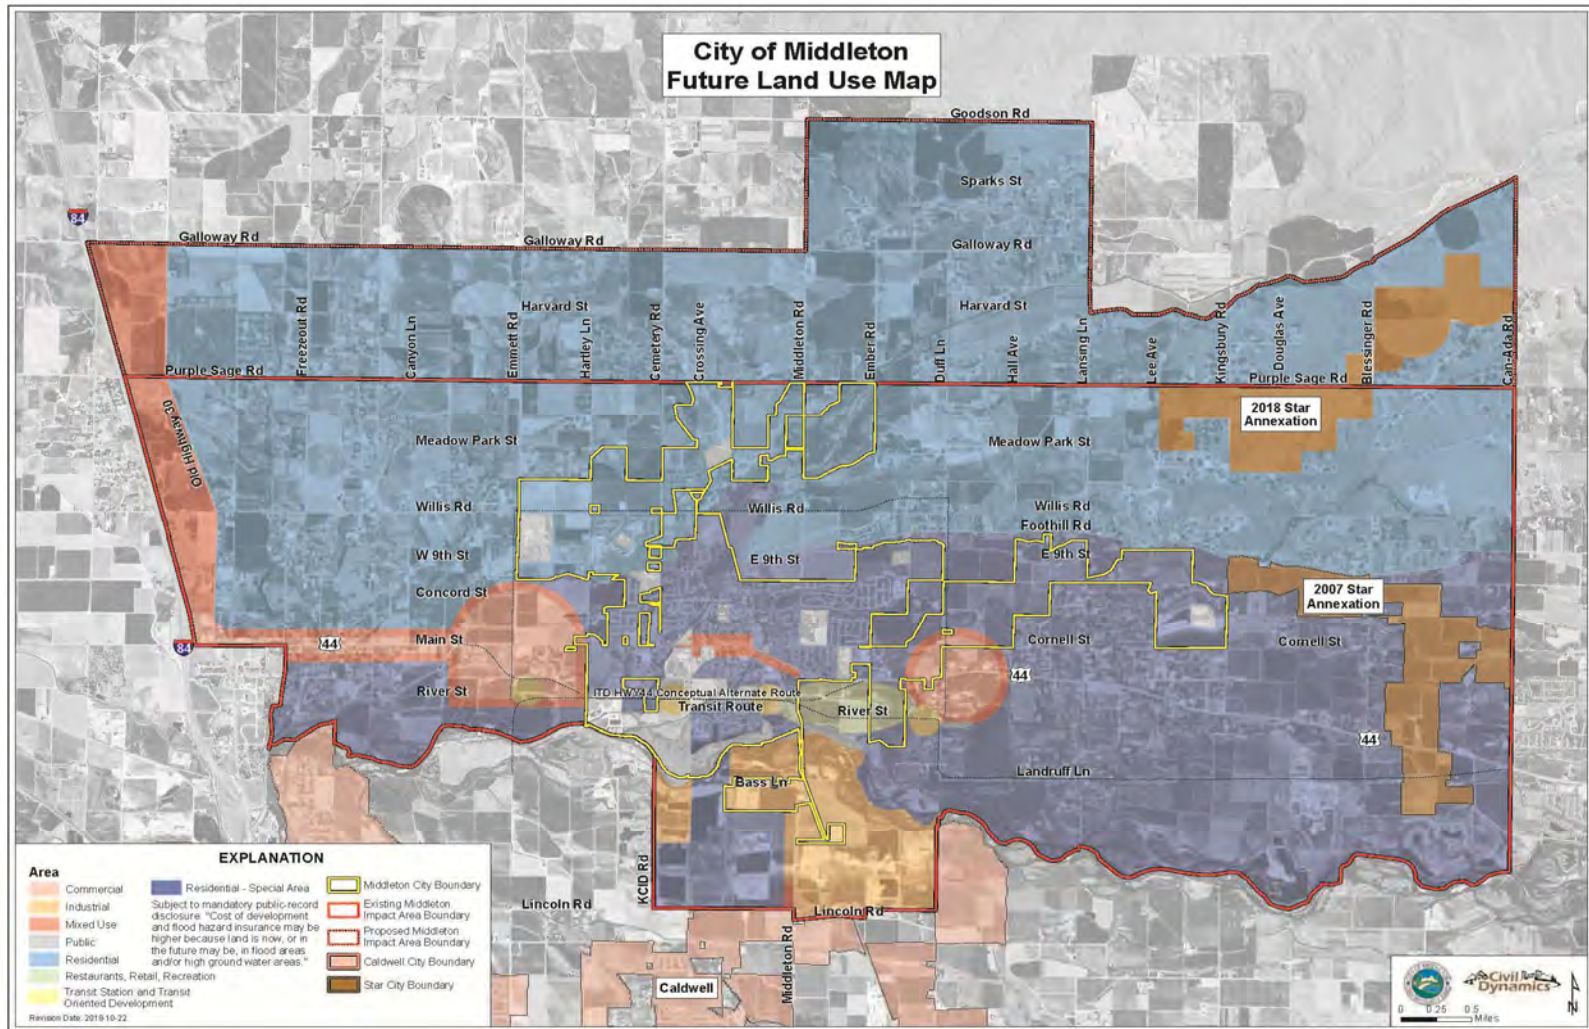 City of Middleton
Future Land Use Map
Goodson Rd
Sparks St
84
Galloway Rd
Galloway Rd
Galloway Rd
Harvard St
Harvard St
Freezeout Rd
Canyon Ln
Emmett Rd
Hartley Ln
Cemetery Rd
Crossing Ave
Middleton Rd
Ember Rd
Duff Ln
Hall Ave
Lansing Ln
Lee Ave
Kingsbury Rd
Douglas Ave
Blessinger Rd
Can-Ada Rd
Purple Sage Rd
Purple Sage Rd
Old Highway 30
2018 Star
Annexation
Meadow Park St
Meadow Park St
Willis Rd
Willis Rd
Willis Rd
Foothill Rd
W 9th St
E 9th St
E 9th St
Concord St
2007 Star
Annexation
84
44
Main St
Cornell St
Cornell St
44
River St
ITD HWY44 Conceptual Alternate Route
Transit Route
River St
44
Bass Ln
Landruff Ln
KCID Rd
Lincoln Rd
Lincoln Rd
Middleton Rd
Caldwell
EXPLANATION
Area
Commercial
Industrial
Mixed Use
Public
Residential
Restaurants, Retail, Recreation
Transit Station and Transit
Oriented Development
Residential - Special Area
Subject to mandatory public-record
disclosure: "Cost of development
and flood hazard insurance may be
higher because land is now, or in
the future may be, in flood areas
and/or high ground water areas."
Middleton City Boundary
Existing Middleton
Impact Area Boundary
Proposed Middleton
Impact Area Boundary
Caldwell City Boundary
Star City Boundary
Revision Date: 2019-10-22
Civil
Dynamics
N
0 0.25 0.5
Miles